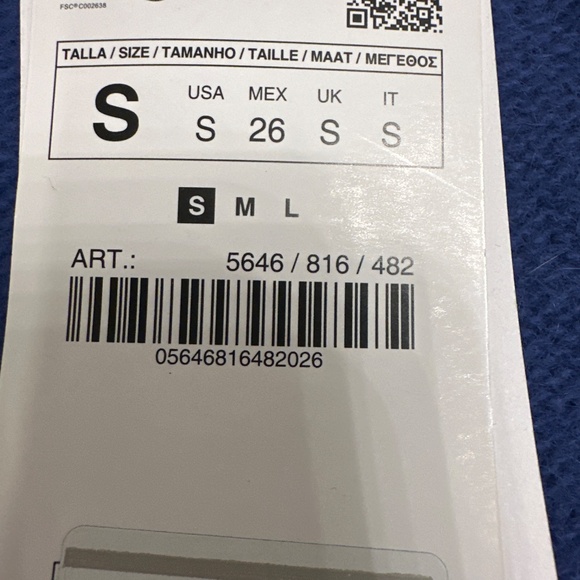 FSC® C002638
TALLA / SIZE / TAMANHO / TAILLE / MAAT / ΜΕΓΕΘΟΣ
S
USA MEX UK IT
S 26 S S
S M L
ART.: 5646 / 816 / 482
05646816482026